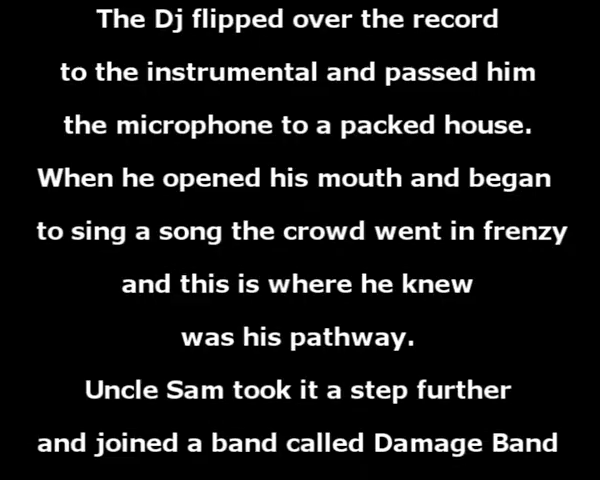 The Dj flipped over the record
to the instrumental and passed him
the microphone to a packed house.
When he opened his mouth and began
to sing a song the crowd went in frenzy
and this is where he knew
was his pathway.
Uncle Sam took it a step further
and joined a band called Damage Band